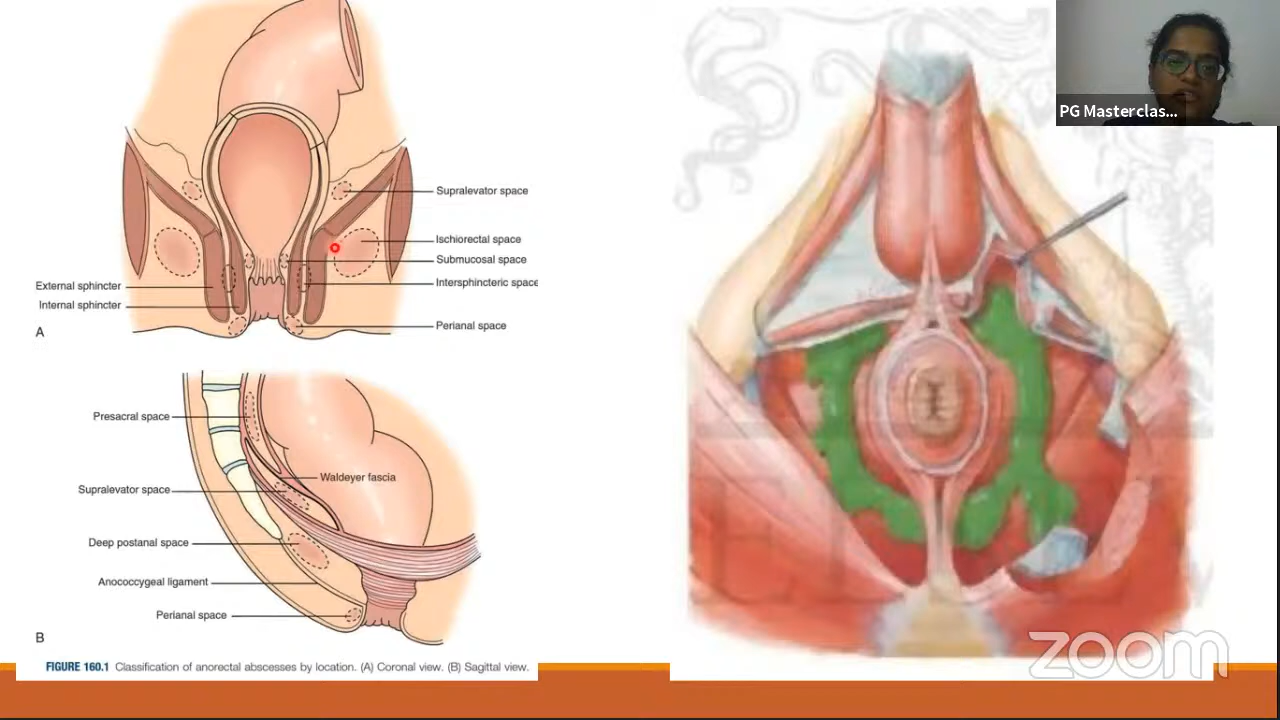 PG Masterclas...
Supralevator space
Ischiorectal space
Submucosal space
Intersphincteric space
Perianal space
External sphincter
Internal sphincter
A
Presacral space
Waldeyer fascia
Supralevator space
Deep postanal space
Anococcygeal ligament
Perianal space
B
FIGURE 160.1 Classification of anorectal abscesses by location. (A) Coronal view. (B) Sagittal view.
zoom